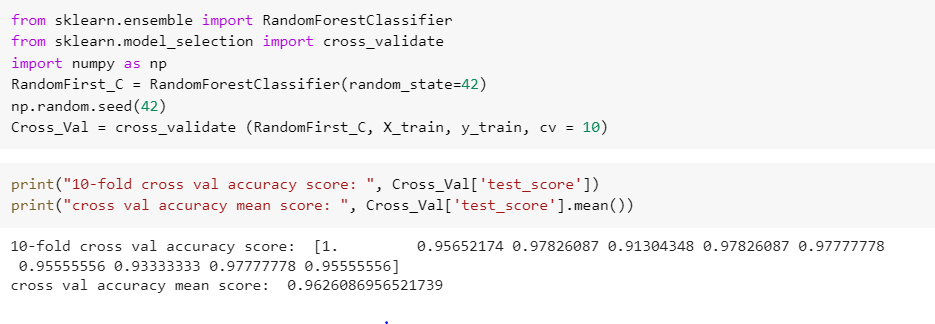 from sklearn.ensemble import RandomForestClassifier
from sklearn.model_selection import cross_validate
import numpy as np
RandomFirst_C = RandomForestClassifier(random_state=42)
np.random.seed(42)
Cross_Val = cross_validate (RandomFirst_C, X_train, y_train, cv = 10)
print("10-fold cross val accuracy score: ", Cross_Val['test_score'])
print("cross val accuracy mean score: ", Cross_Val['test_score'].mean())
10-fold cross val accuracy score:  [1.         0.95652174 0.97826087 0.91304348 0.97826087 0.97777778
 0.95555556 0.93333333 0.97777778 0.95555556]
cross val accuracy mean score:  0.9626086956521739